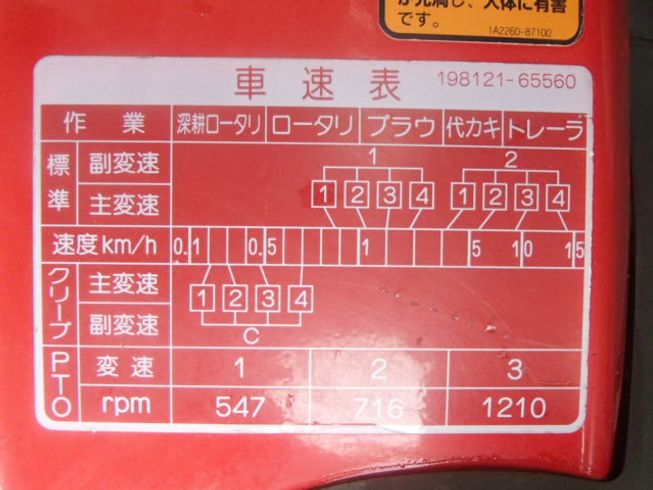 が充満し、人体に有害
です。
1A2260-87100
車速表 198121-65560
作業 深耕ロータリ ロータリ プラウ 代カキ トレーラ
標準 副変速 1 2
主変速 1 2 3 4 1 2 3 4
速度km/h 0.1 0.5 1 5 10 15
クリープ 主変速 1 2 3 4
副変速 C
PTO 変速 1 2 3
rpm 547 716 1210